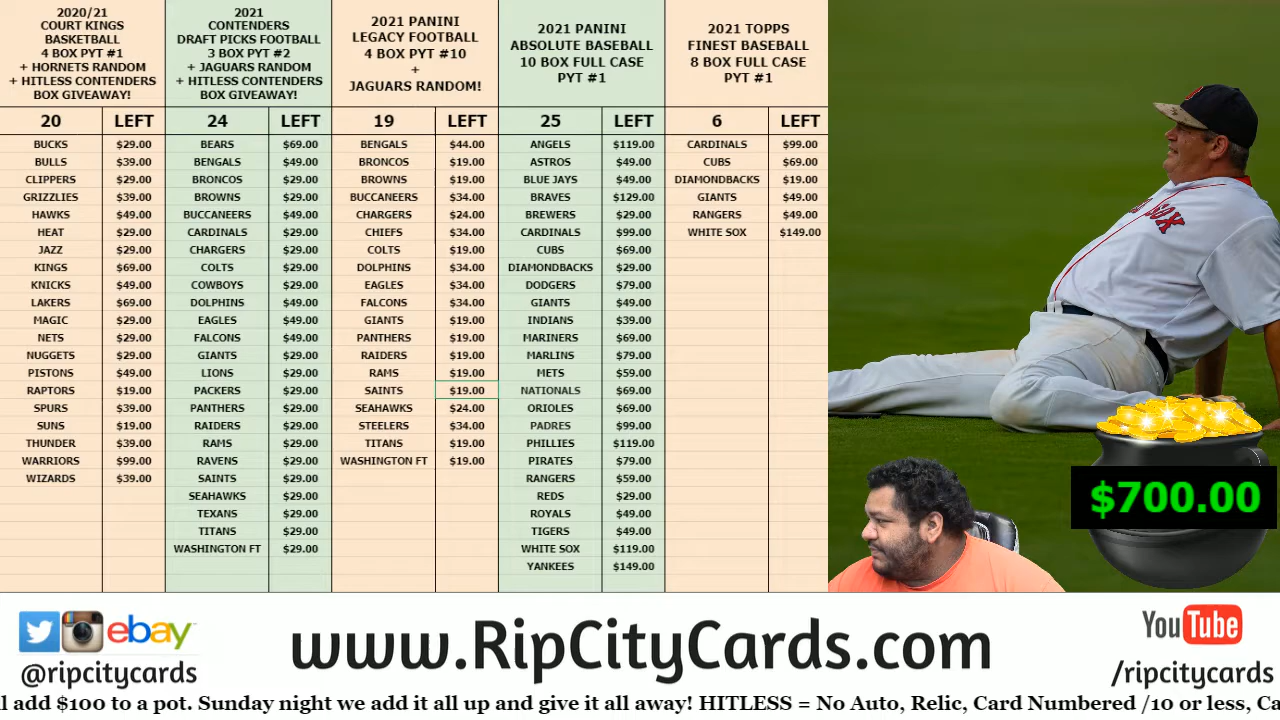 2020/21
COURT KINGS
BASKETBALL
4 BOX PYT #1
+ HORNETS RANDOM
+ HITLESS CONTENDERS
BOX GIVEAWAY!
20 LEFT
BUCKS $29.00
BULLS $39.00
CLIPPERS $29.00
GRIZZLIES $39.00
HAWKS $49.00
HEAT $29.00
JAZZ $29.00
KINGS $69.00
KNICKS $49.00
LAKERS $69.00
MAGIC $29.00
NETS $29.00
NUGGETS $29.00
PISTONS $49.00
RAPTORS $19.00
SPURS $39.00
SUNS $19.00
THUNDER $39.00
WARRIORS $99.00
WIZARDS $39.00
2021
CONTENDERS
DRAFT PICKS FOOTBALL
3 BOX PYT #2
+ JAGUARS RANDOM
+ HITLESS CONTENDERS
BOX GIVEAWAY!
24 LEFT
BEARS $69.00
BENGALS $49.00
BRONCOS $29.00
BROWNS $29.00
BUCCANEERS $49.00
CARDINALS $29.00
CHARGERS $29.00
COLTS $29.00
COWBOYS $29.00
DOLPHINS $49.00
EAGLES $49.00
FALCONS $49.00
GIANTS $29.00
LIONS $29.00
PACKERS $29.00
PANTHERS $29.00
RAIDERS $29.00
RAMS $29.00
RAVENS $29.00
SAINTS $29.00
SEAHAWKS $29.00
TEXANS $29.00
TITANS $29.00
WASHINGTON FT $29.00
2021 PANINI
LEGACY FOOTBALL
4 BOX PYT #10
+
JAGUARS RANDOM!
19 LEFT
BENGALS $44.00
BRONCOS $19.00
BROWNS $19.00
BUCCANEERS $34.00
CHARGERS $24.00
CHIEFS $34.00
COLTS $19.00
DOLPHINS $34.00
EAGLES $34.00
FALCONS $34.00
GIANTS $19.00
PANTHERS $19.00
RAIDERS $19.00
RAMS $19.00
SAINTS $19.00
SEAHAWKS $24.00
STEELERS $34.00
TITANS $19.00
WASHINGTON FT $19.00
2021 PANINI
ABSOLUTE BASEBALL
10 BOX FULL CASE
PYT #1
25 LEFT
ANGELS $119.00
ASTROS $49.00
BLUE JAYS $49.00
BRAVES $129.00
BREWERS $29.00
CARDINALS $99.00
CUBS $69.00
DIAMONDBACKS $29.00
DODGERS $79.00
GIANTS $49.00
INDIANS $39.00
MARINERS $69.00
MARLINS $79.00
METS $59.00
NATIONALS $69.00
ORIOLES $69.00
PADRES $99.00
PHILLIES $119.00
PIRATES $79.00
RANGERS $59.00
REDS $29.00
ROYALS $49.00
TIGERS $49.00
WHITE SOX $119.00
YANKEES $149.00
2021 TOPPS
FINEST BASEBALL
8 BOX FULL CASE
PYT #1
6 LEFT
CARDINALS $99.00
CUBS $69.00
DIAMONDBACKS $19.00
GIANTS $49.00
RANGERS $49.00
WHITE SOX $149.00
SOX
$700.00
ebay
@ripcitycards
www.RipCityCards.com
YouTube
/ripcitycards
add $100 to a pot. Sunday night we add it all up and give it all away! HITLESS = No Auto, Relic, Card Numbered /10 or less,